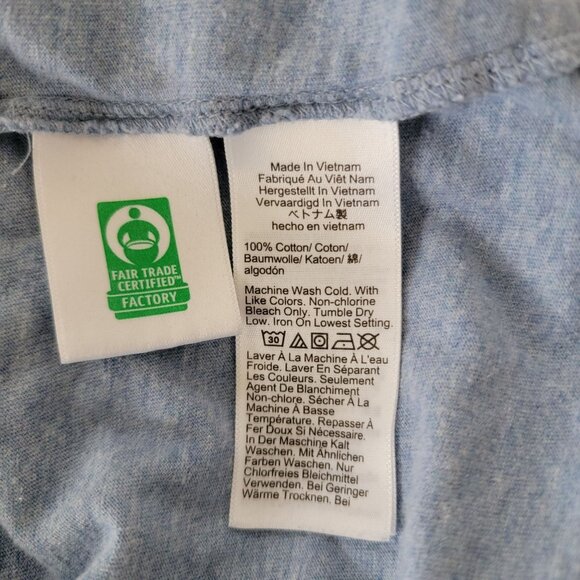 FAIR TRADE
CERTIFIED™
FACTORY
Made In Vietnam
Fabriqué Au Viêt Nam
Hergestellt In Vietnam
Vervaardigd In Vietnam
ベトナム製
hecho en vietnam
100% Cotton/ Coton/
Baumwolle/ Katoen/ 綿/
algodón
Machine Wash Cold. With
Like Colors. Non-chlorine
Bleach Only. Tumble Dry
Low. Iron On Lowest Setting.
30
Laver À La Machine À L'eau
Froide. Laver En Séparant
Les Couleurs. Seulement
Agent De Blanchiment
Non-chlore. Sécher À La
Machine À Basse
Température. Repasser À
Fer Doux Si Nécessaire.
In Der Maschine Kalt
Waschen. Mit Ähnlichen
Farben Waschen. Nur
Chlorfreies Bleichmittel
Verwenden. Bei Geringer
Wärme Trocknen. Bei